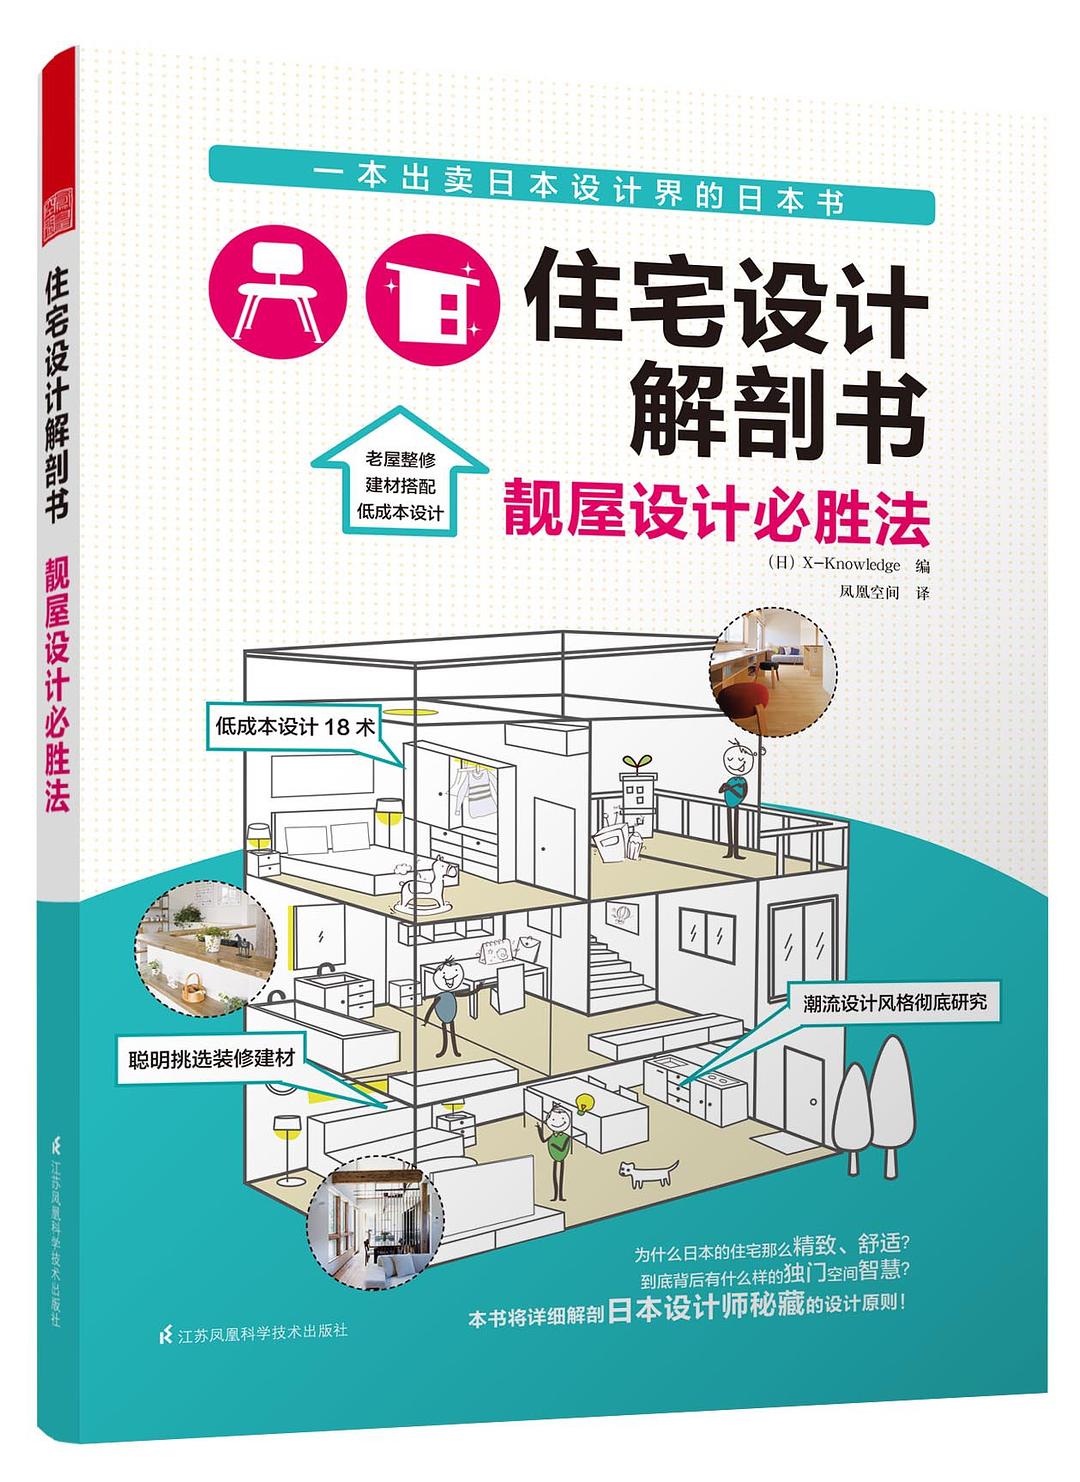 一本出卖日本设计界的日本书
住宅设计
解剖书
靓屋设计必胜法
老屋整修
建材搭配
低成本设计
（日）X-Knowledge 编
凤凰空间 译
低成本设计 18 术
潮流设计风格彻底研究
聪明挑选装修建材
为什么日本的住宅那么精致、舒适?
到底背后有什么样的独门空间智慧?
本书将详细解剖日本设计师秘藏的设计原则!
江苏凤凰科学技术出版社
住宅设计解剖书 靓屋设计必胜法
江苏凤凰科学技术出版社